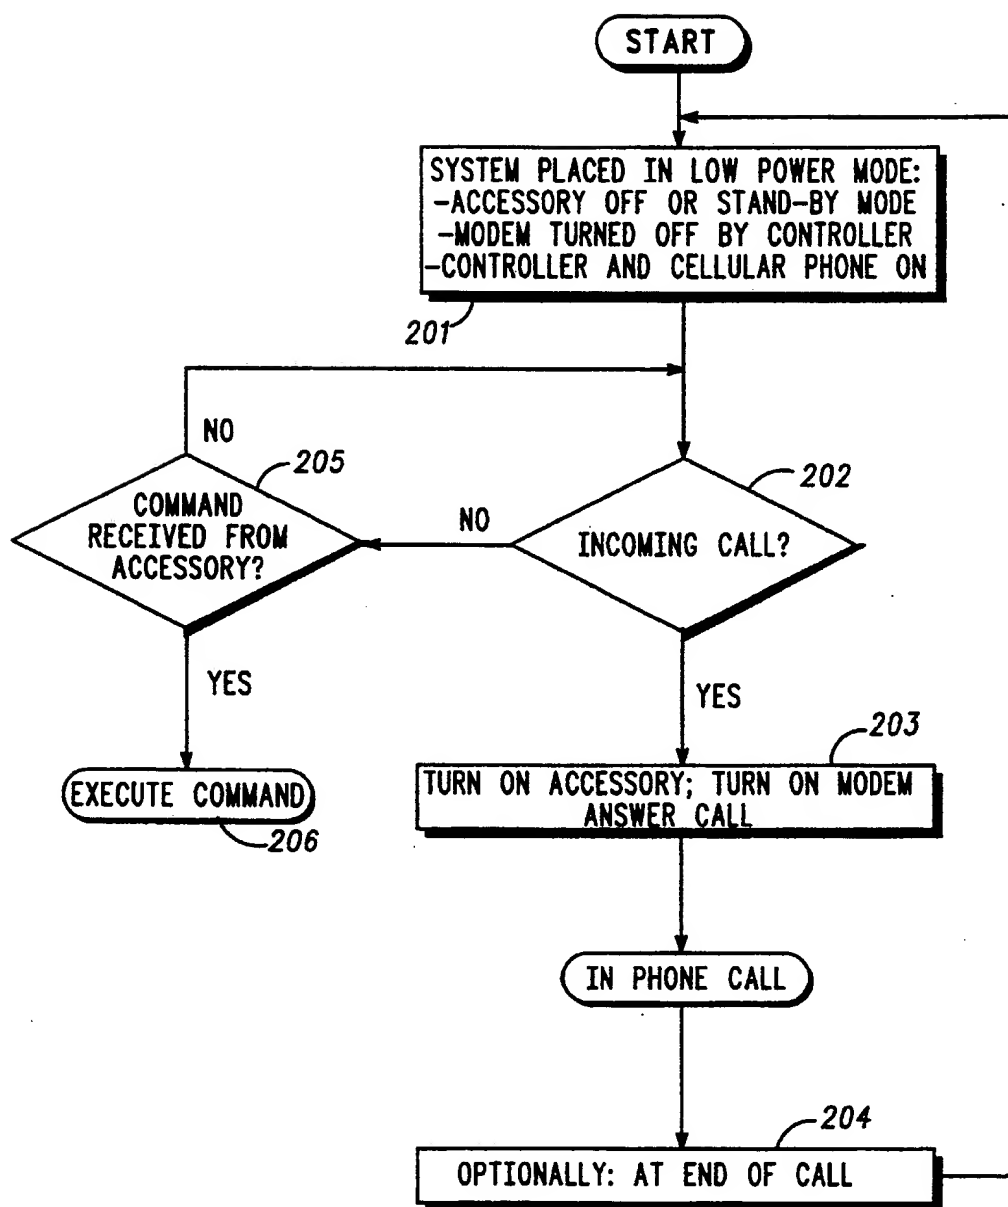 START
SYSTEM PLACED IN LOW POWER MODE:
-ACCESSORY OFF OR STAND-BY MODE
-MODEM TURNED OFF BY CONTROLLER
-CONTROLLER AND CELLULAR PHONE ON
201
NO
205
202
COMMAND
RECEIVED FROM
ACCESSORY?
NO
INCOMING CALL?
YES
YES
203
EXECUTE COMMAND
206
TURN ON ACCESSORY; TURN ON MODEM
ANSWER CALL
IN PHONE CALL
204
OPTIONALLY: AT END OF CALL